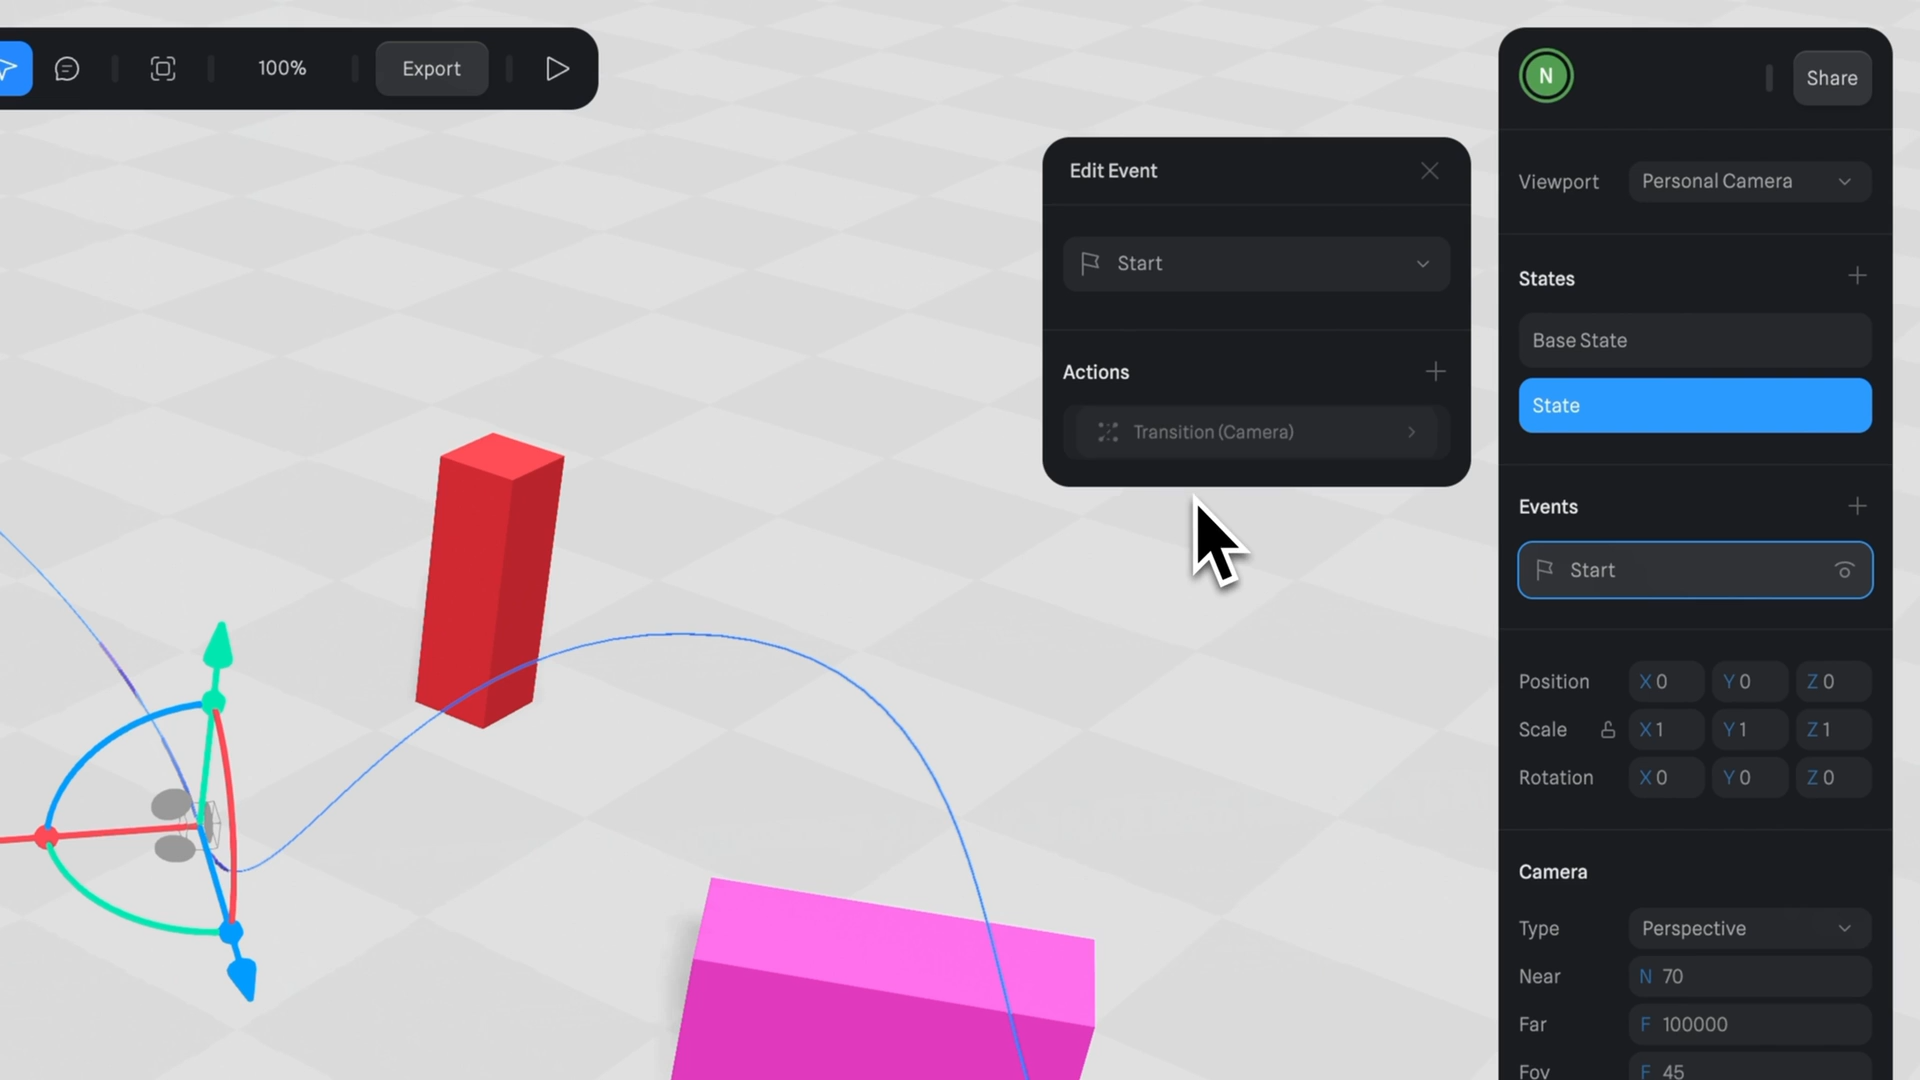 100%
Export
N
Share
Edit Event
Viewport
Personal Camera
Start
States
Base State
State
Actions
Transition (Camera)
Events
Start
Position X 0 Y 0 Z 0
Scale X 1 Y 1 Z 1
Rotation X 0 Y 0 Z 0
Camera
Type Perspective
Near N 70
Far F 100000
Fov F 45